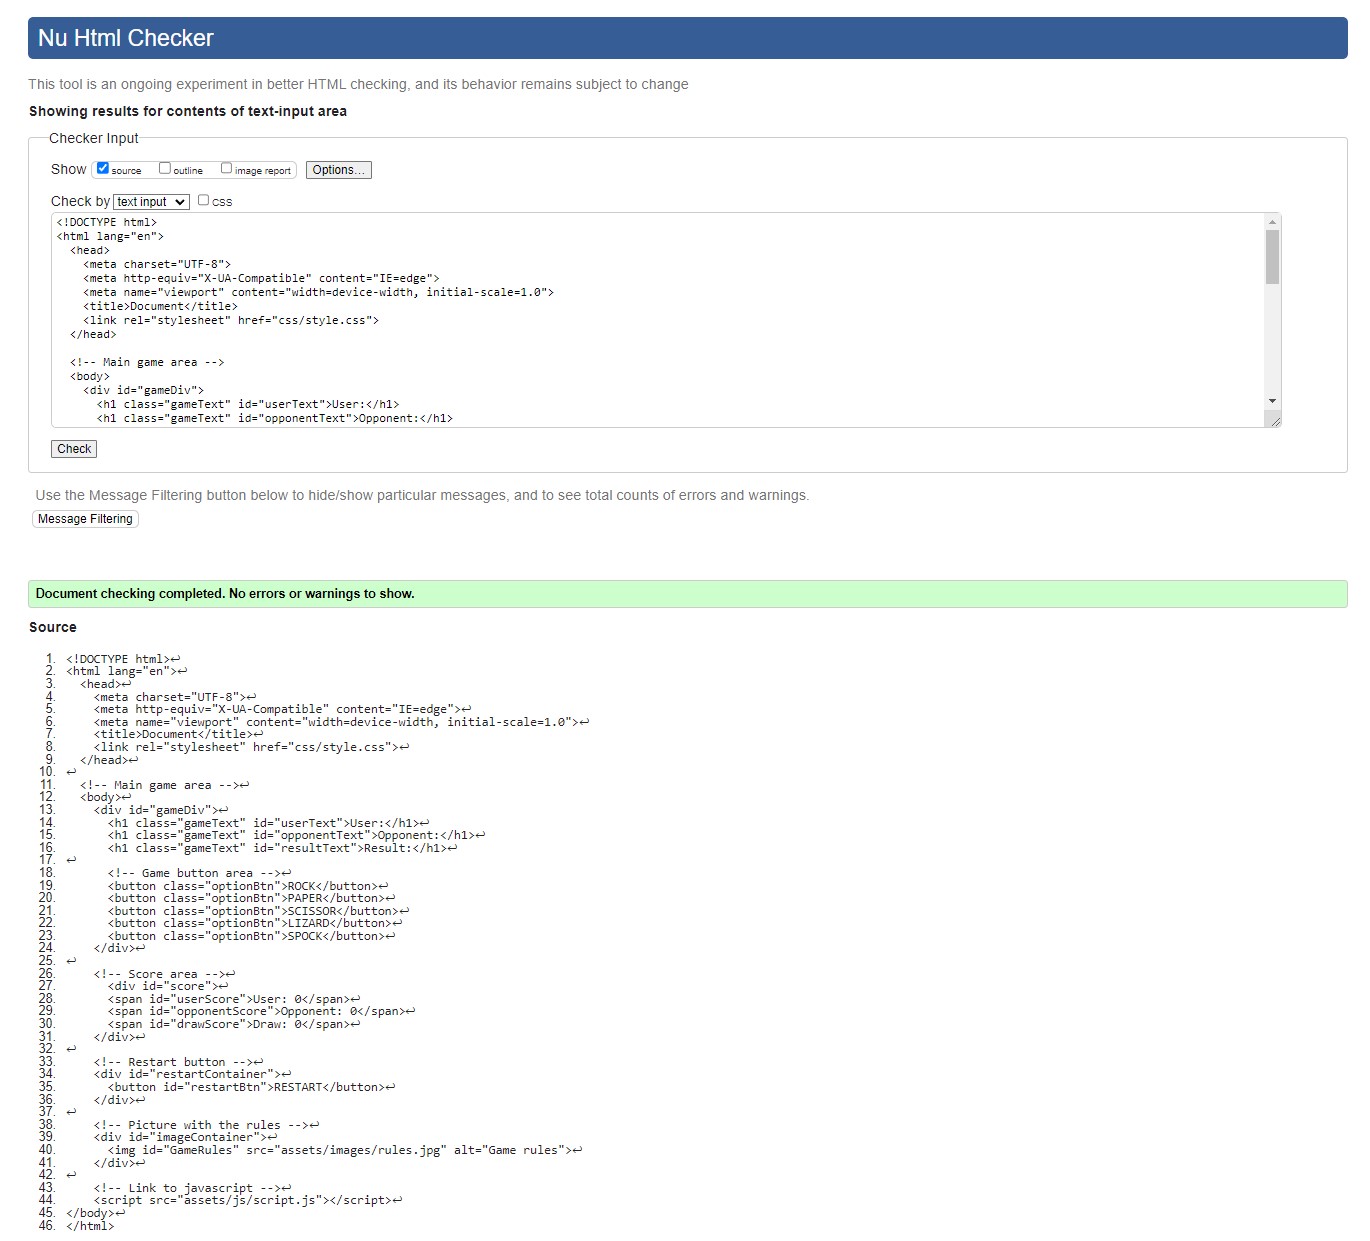 Nu Html Checker
This tool is an ongoing experiment in better HTML checking, and its behavior remains subject to change
Showing results for contents of text-input area
Checker Input
Show source outline image report Options...
Check by text input css
<!DOCTYPE html>
<html lang="en">
  <head>
    <meta charset="UTF-8">
    <meta http-equiv="X-UA-Compatible" content="IE=edge">
    <meta name="viewport" content="width=device-width, initial-scale=1.0">
    <title>Document</title>
    <link rel="stylesheet" href="css/style.css">
  </head>
  <!-- Main game area -->
  <body>
    <div id="gameDiv">
      <h1 class="gameText" id="userText">User:</h1>
      <h1 class="gameText" id="opponentText">Opponent:</h1>
Check
Use the Message Filtering button below to hide/show particular messages, and to see total counts of errors and warnings.
Message Filtering
Document checking completed. No errors or warnings to show.
Source
1. <!DOCTYPE html>↩
2. <html lang="en">↩
3.   <head>↩
4.     <meta charset="UTF-8">↩
5.     <meta http-equiv="X-UA-Compatible" content="IE=edge">↩
6.     <meta name="viewport" content="width=device-width, initial-scale=1.0">↩
7.     <title>Document</title>↩
8.     <link rel="stylesheet" href="css/style.css">↩
9.   </head>↩
10. ↩
11.   <!-- Main game area -->↩
12.   <body>↩
13.     <div id="gameDiv">↩
14.       <h1 class="gameText" id="userText">User:</h1>↩
15.       <h1 class="gameText" id="opponentText">Opponent:</h1>↩
16.       <h1 class="gameText" id="resultText">Result:</h1>↩
17. ↩
18.       <!-- Game button area -->↩
19.       <button class="optionBtn">ROCK</button>↩
20.       <button class="optionBtn">PAPER</button>↩
21.       <button class="optionBtn">SCISSOR</button>↩
22.       <button class="optionBtn">LIZARD</button>↩
23.       <button class="optionBtn">SPOCK</button>↩
24.     </div>↩
25. ↩
26.     <!-- Score area -->↩
27.       <div id="score">↩
28.       <span id="userScore">User: 0</span>↩
29.       <span id="opponentScore">Opponent: 0</span>↩
30.       <span id="drawScore">Draw: 0</span>↩
31.     </div>↩
32. ↩
33.     <!-- Restart button -->↩
34.     <div id="restartContainer">↩
35.       <button id="restartBtn">RESTART</button>↩
36.     </div>↩
37. ↩
38.     <!-- Picture with the rules -->↩
39.     <div id="imageContainer">↩
40.       <img id="GameRules" src="assets/images/rules.jpg" alt="Game rules">↩
41.     </div>↩
42. ↩
43.     <!-- Link to javascript -->↩
44.     <script src="assets/js/script.js"></script>↩
45. </body>↩
46. </html>